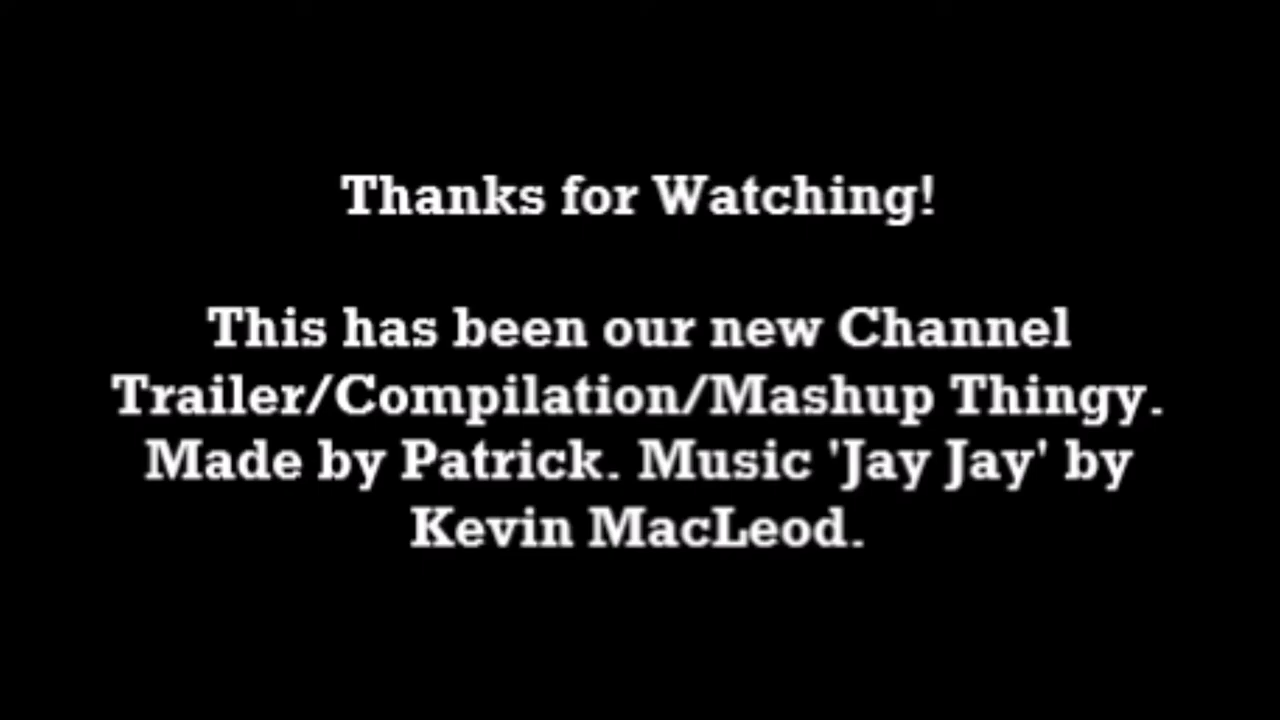 Thanks for Watching!
This has been our new Channel
Trailer/Compilation/Mashup Thingy.
Made by Patrick. Music 'Jay Jay' by
Kevin MacLeod.